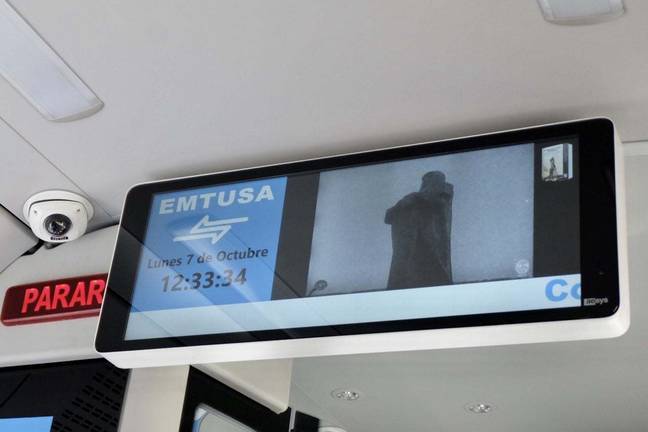 EMTUSA
Lunes 7 de Octubre
12:33:34
PARAR